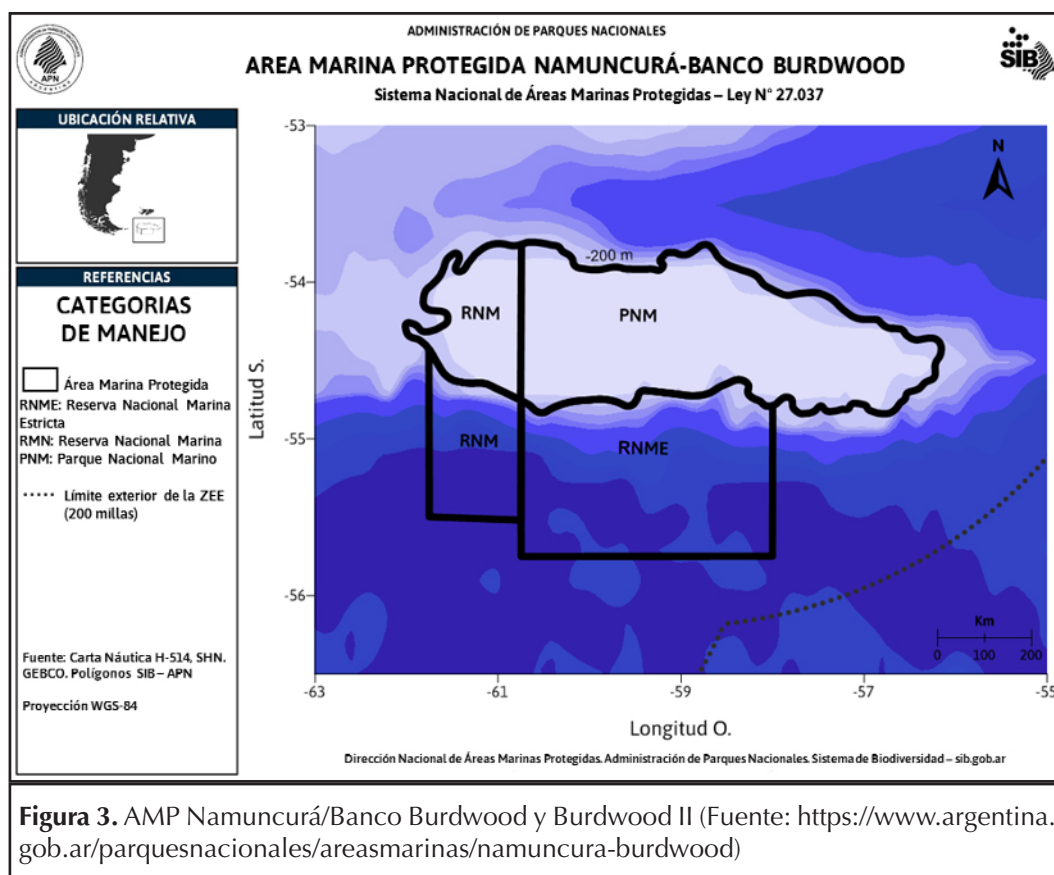 ADMINISTRACIÓN DE PARQUES NACIONALES
AREA MARINA PROTEGIDA NAMUNCURÁ-BANCO BURDWOOD
Sistema Nacional de Áreas Marinas Protegidas – Ley N° 27.037
APN
ARGENTINA
SIB
UBICACIÓN RELATIVA
REFERENCIAS
CATEGORIAS
DE MANEJO
Área Marina Protegida
RNME: Reserva Nacional Marina
Estricta
RMN: Reserva Nacional Marina
PNM: Parque Nacional Marino
Límite exterior de la ZEE
(200 millas)
Fuente: Carta Náutica H-514, SHN.
GEBCO. Polígonos SIB – APN
Proyección WGS-84
Latitud S.
-53
-54
-55
-56
N
-200 m
RNM
PNM
RNM
RNME
Km
0 100 200
-63 -61 -59 -57 -55
Longitud O.
Dirección Nacional de Áreas Marinas Protegidas. Administración de Parques Nacionales. Sistema de Biodiversidad – sib.gob.ar
Figura 3. AMP Namuncurá/Banco Burdwood y Burdwood II (Fuente: https://www.argentina.
gob.ar/parquesnacionales/areasmarinas/namuncura-burdwood)